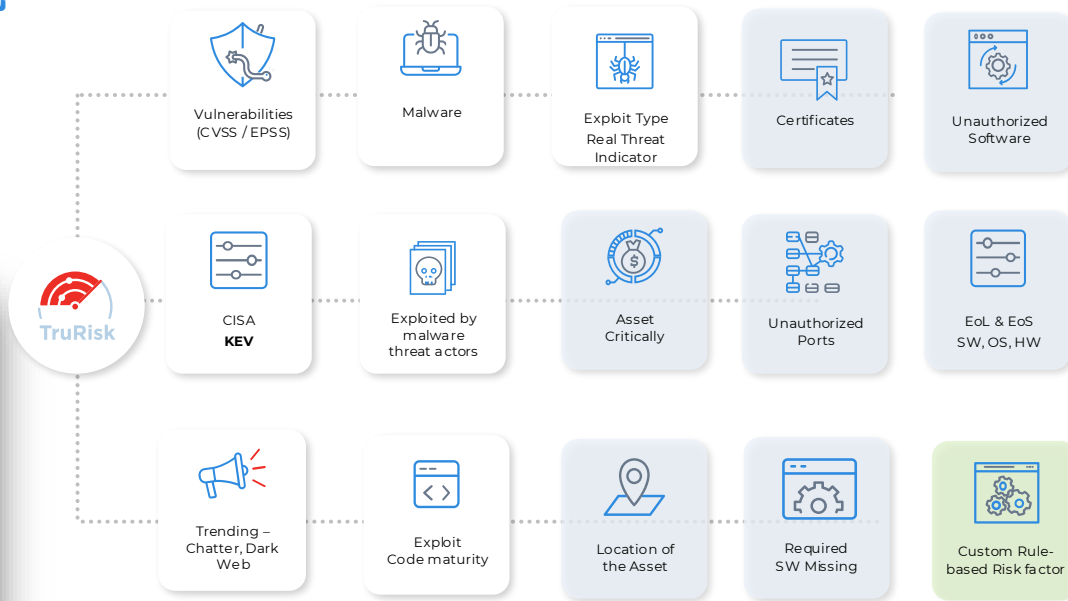 Vulnerabilities
(CVSS / EPSS)
Malware
Exploit Type
Real Threat
Indicator
Certificates
Unauthorized
Software
TruRisk
CISA
KEV
Exploited by
malware
threat actors
$
Asset
Critically
Unauthorized
Ports
EoL & EoS
SW, OS, HW
Trending –
Chatter, Dark
Web
Exploit
Code maturity
Location of
the Asset
Required
SW Missing
Custom Rule-
based Risk factor